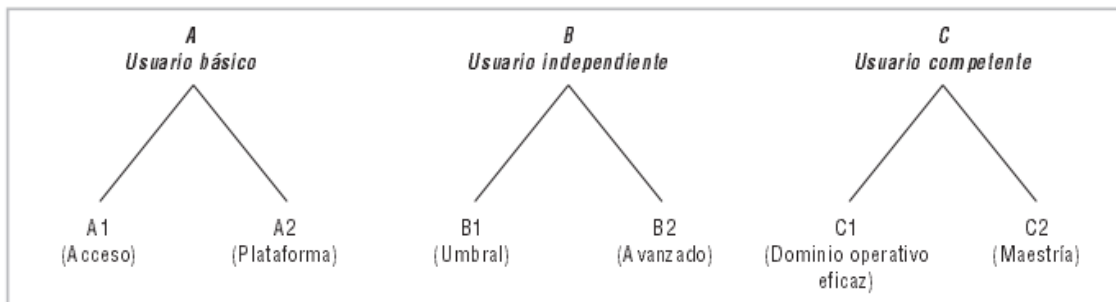 A
Usuario básico
B
Usuario independiente
C
Usuario competente
A1
(Acceso)
A2
(Plataforma)
B1
(Umbral)
B2
(Avanzado)
C1
(Dominio operativo
eficaz)
C2
(Maestría)